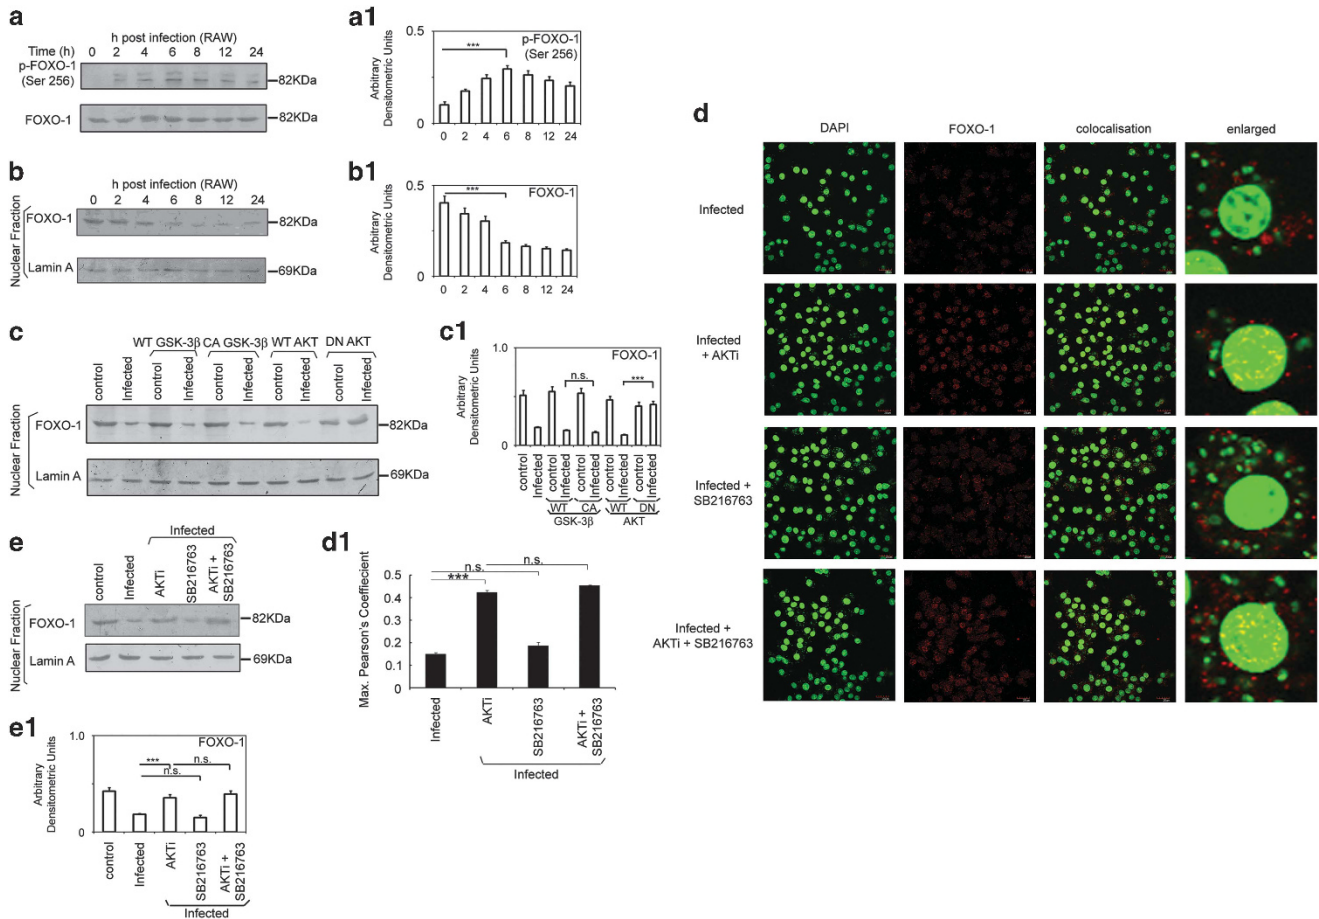 a
h post infection (RAW)
Time (h) 0 2 4 6 8 12 24
p-FOXO-1
(Ser 256)
82KDa
FOXO-1
82KDa
a1
0.5
0
Arbitrary
Densitometric Units
***
p-FOXO-1
(Ser 256)
0 2 4 6 8 12 24
b
h post infection (RAW)
0 2 4 6 8 12 24
Nuclear Fraction
FOXO-1
82KDa
Lamin A
69KDa
b1
0.5
0
Arbitrary
Densitometric Units
***
FOXO-1
0 2 4 6 8 12 24
c
WT GSK-3β CA GSK-3β WT AKT DN AKT
control Infected control Infected control Infected control Infected control Infected
Nuclear Fraction
FOXO-1
82KDa
Lamin A
69KDa
c1
1.0
0
Arbitrary
Densitometric Units
FOXO-1
n.s.
***
control Infected control Infected control Infected control Infected control Infected
WT CA WT DN
GSK-3β AKT
d
DAPI FOXO-1 colocalisation enlarged
Infected
Infected
+ AKTi
Infected +
SB216763
Infected +
AKTi + SB216763
e
Infected
control Infected AKTi SB216763 AKTi +
SB216763
Nuclear Fraction
FOXO-1
82KDa
Lamin A
69KDa
d1
Max. Pearson's Coeffiecient
0.5
0.4
0.3
0.2
0.1
0
n.s.
***
n.s.
Infected AKTi SB216763 AKTi +
SB216763
Infected
e1
1.0
0
Arbitrary
Densitometric Units
FOXO-1
***
n.s.
n.s.
control Infected AKTi SB216763 AKTi +
SB216763
Infected